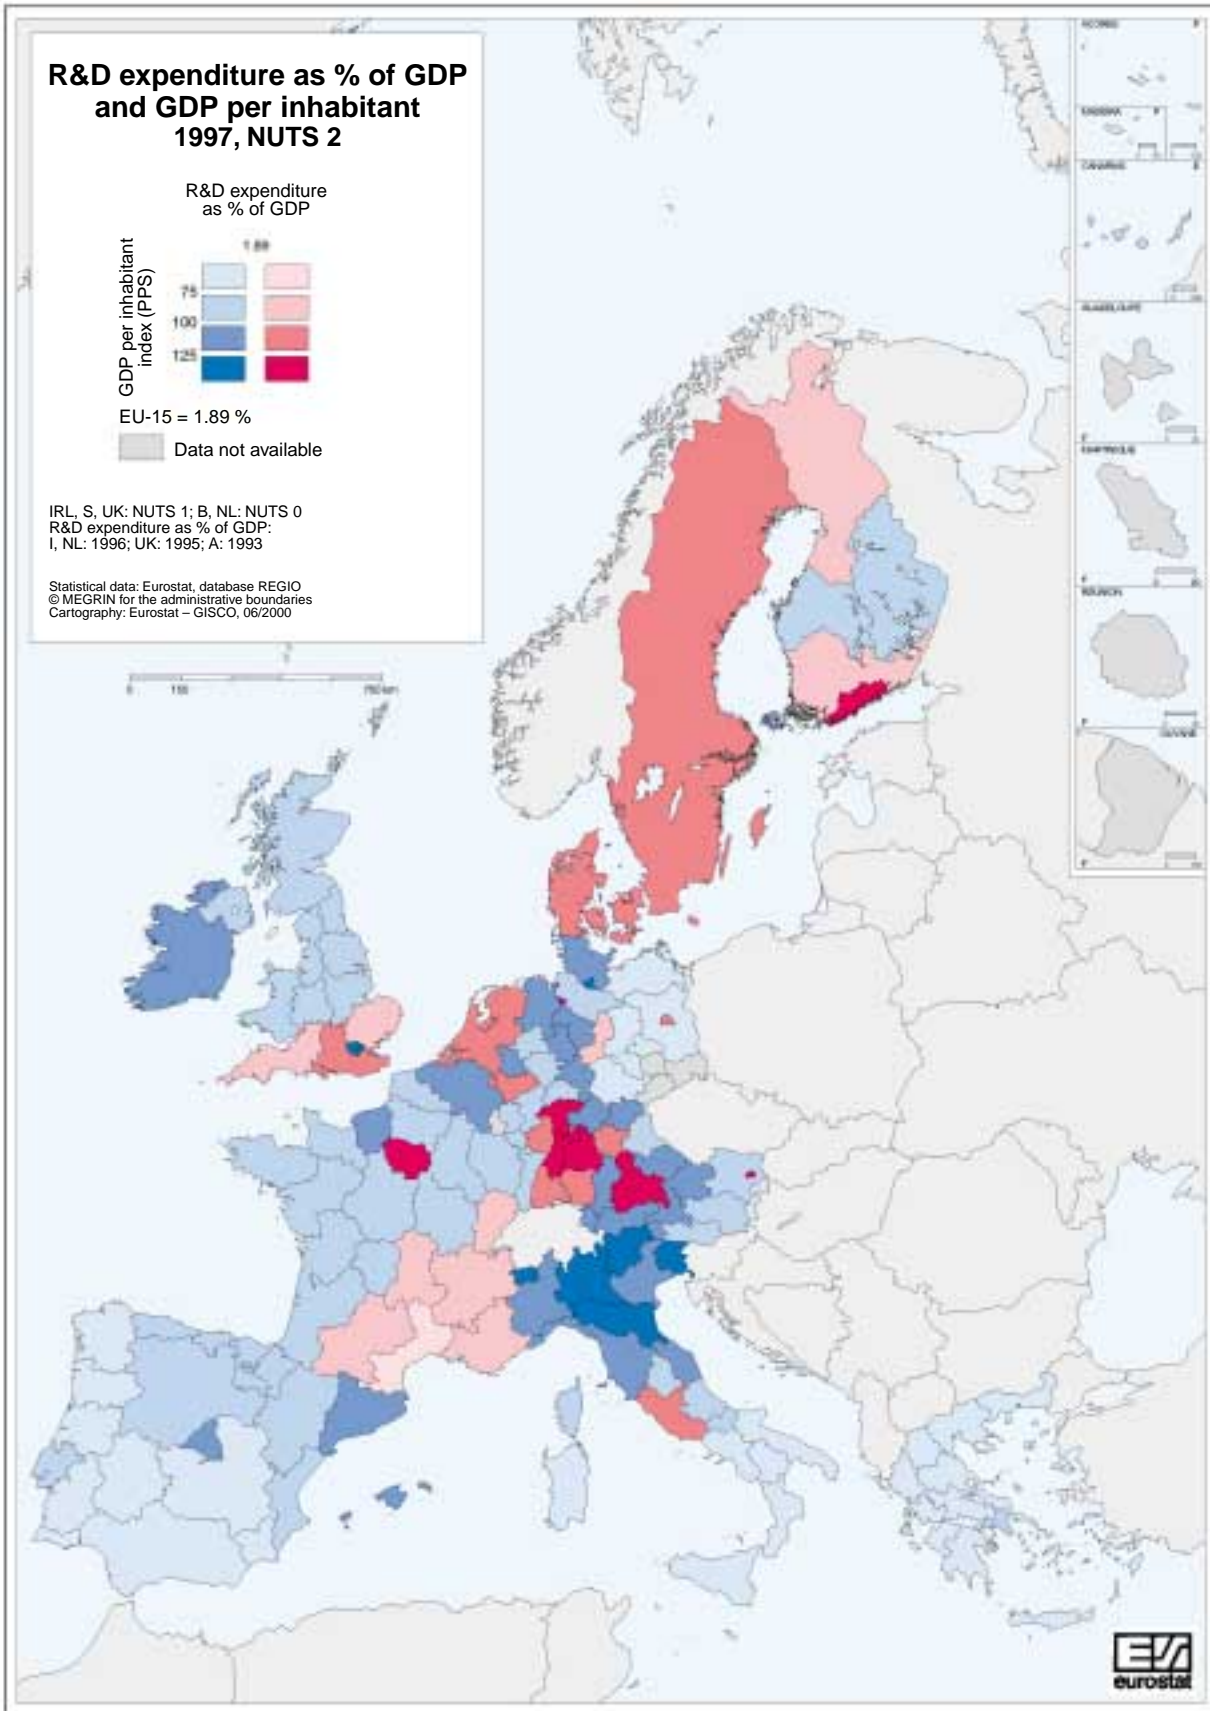 R&D expenditure as % of GDP
and GDP per inhabitant
1997, NUTS 2
R&D expenditure
as % of GDP
1.89
GDP per inhabitant
index (PPS)
75
100
125
EU-15 = 1.89 %
Data not available
IRL, S, UK: NUTS 1; B, NL: NUTS 0
R&D expenditure as % of GDP:
I, NL: 1996; UK: 1995; A: 1993
Statistical data: Eurostat, database REGIO
© MEGRIN for the administrative boundaries
Cartography: Eurostat – GISCO, 06/2000
0 150 750 km
GUADELOUPE
REUNION
GUYANE
eurostat